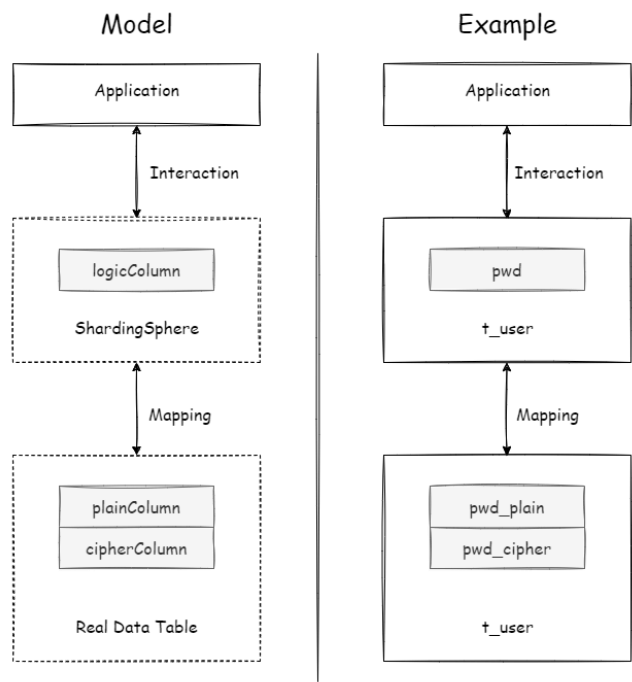 Model
Application
Interaction
logicColumn
ShardingSphere
Mapping
plainColumn
cipherColumn
Real Data Table
Example
Application
Interaction
pwd
t_user
Mapping
pwd_plain
pwd_cipher
t_user